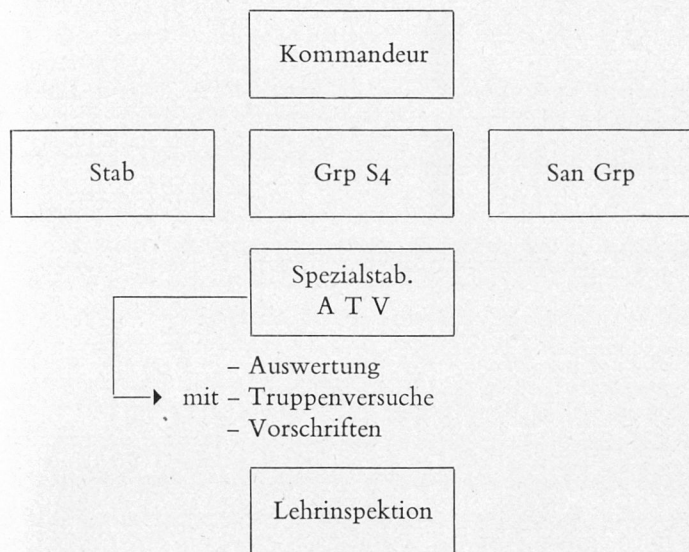 Kommandeur
Stab
Grp S4
San Grp
Spezialstab.
A T V
– Auswertung
mit – Truppenversuche
– Vorschriften
Lehrinspektion